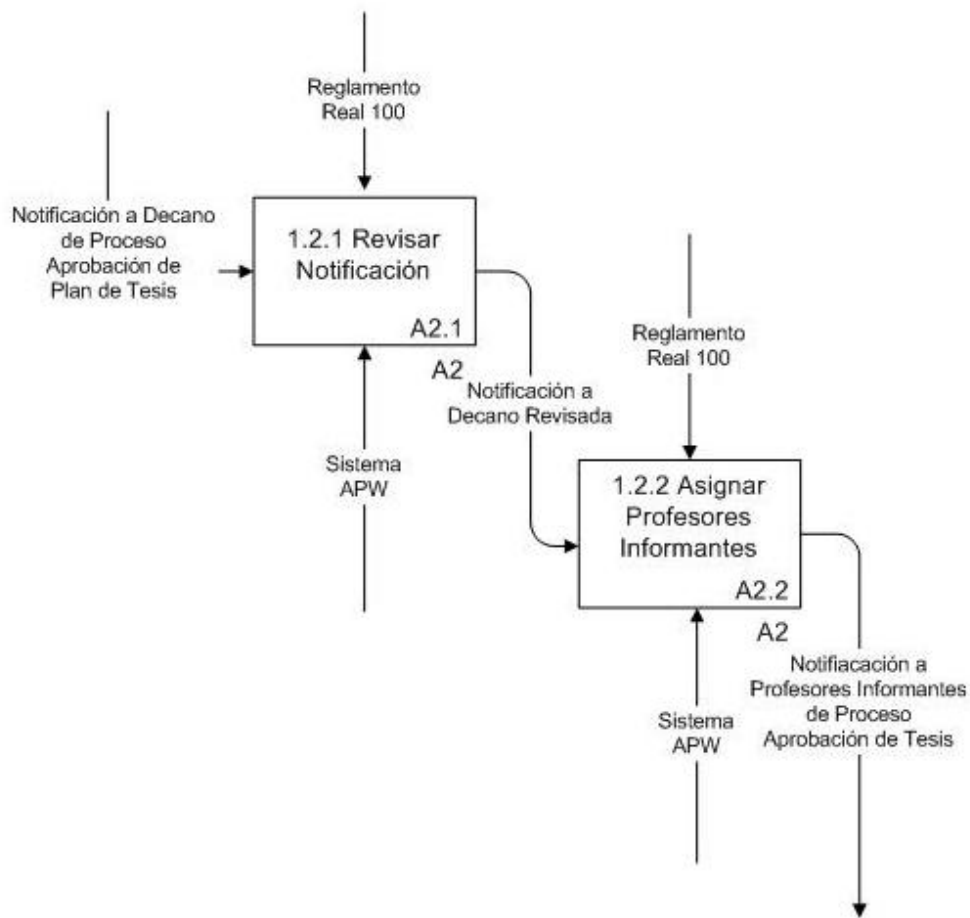 Reglamento
Real 100
Notificación a Decano
de Proceso
Aprobación de
Plan de Tesis
1.2.1 Revisar
Notificación
A2.1
A2
Reglamento
Real 100
Notificación a
Decano Revisada
Sistema
APW
1.2.2 Asignar
Profesores
Informantes
A2.2
A2
Notifiacación a
Profesores Informantes
de Proceso
Aprobación de Tesis
Sistema
APW